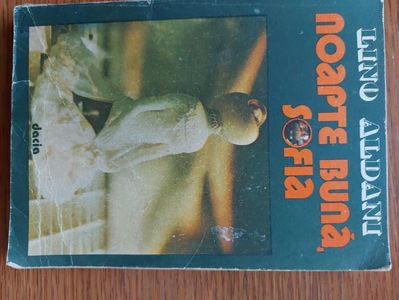 LINO ALDANI
NOAPTE BUNĂ,
SOFIA
dacia